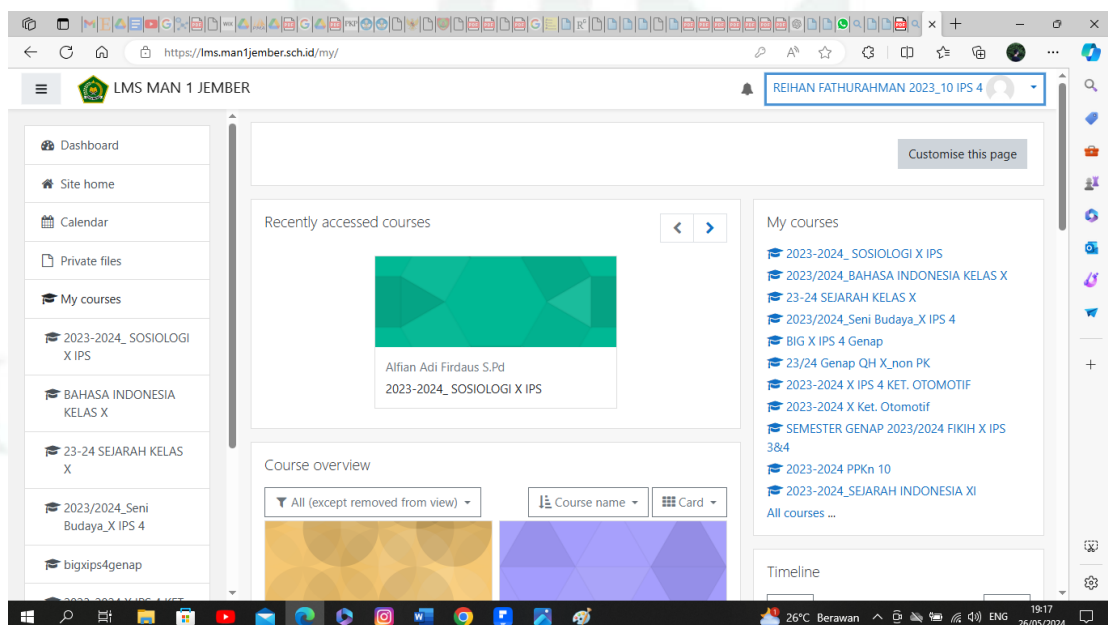 https://lms.man1jember.sch.id/my/
LMS MAN 1 JEMBER
REIHAN FATHURAHMAN 2023_10 IPS 4
Dashboard
Site home
Calendar
Private files
My courses
2023-2024_ SOSIOLOGI
X IPS
BAHASA INDONESIA
KELAS X
23-24 SEJARAH KELAS
X
2023/2024_Seni
Budaya_X IPS 4
bigxips4genap
Customise this page
Recently accessed courses
Alfian Adi Firdaus S.Pd
2023-2024_ SOSIOLOGI X IPS
Course overview
All (except removed from view)
Course name
Card
My courses
2023-2024_ SOSIOLOGI X IPS
2023/2024_BAHASA INDONESIA KELAS X
23-24 SEJARAH KELAS X
2023/2024_Seni Budaya_X IPS 4
BIG X IPS 4 Genap
23/24 Genap QH X_non PK
2023-2024 X IPS 4 KET. OTOMOTIF
2023-2024 X Ket. Otomotif
SEMESTER GENAP 2023/2024 FIKIH X IPS
3&4
2023-2024 PPKn 10
2023-2024_SEJARAH INDONESIA XI
All courses ...
Timeline
26°C Berawan
ENG
19:17
26/05/2024